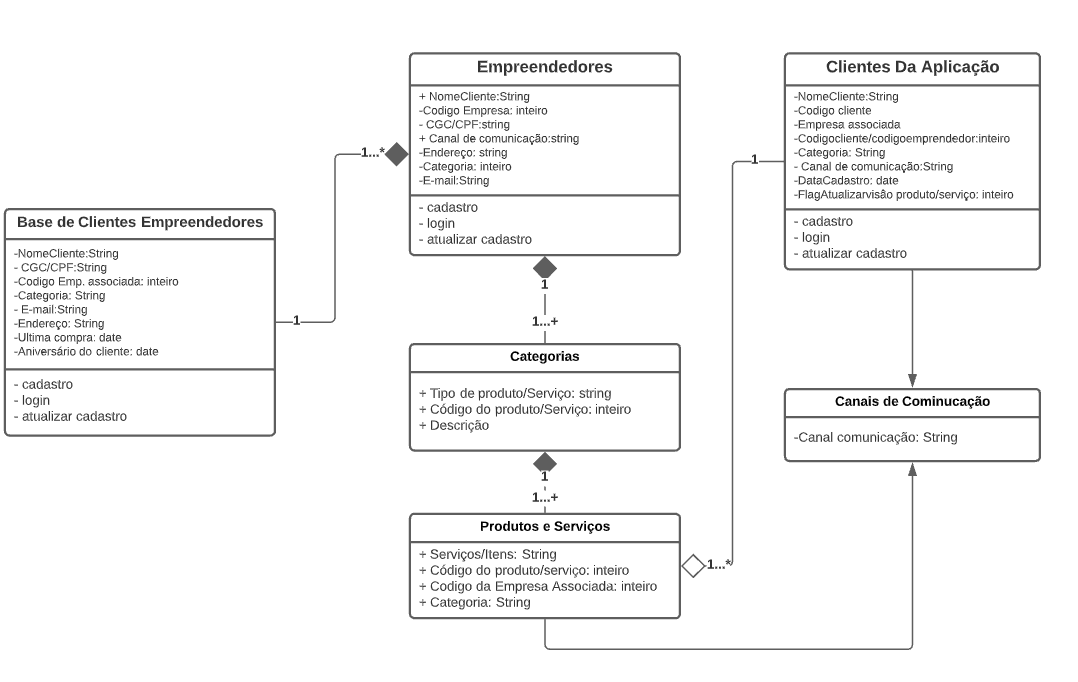 Empreendedores
+ NomeCliente:String
-Codigo Empresa: inteiro
- CGC/CPF:string
+ Canal de comunicação:string
-Endereço: string
-Categoria: inteiro
-E-mail:String
- cadastro
- login
- atualizar cadastro
Clientes Da Aplicação
-NomeCliente:String
-Codigo cliente
-Empresa associada
-Codigocliente/codigoemprendedor:inteiro
-Categoria: String
- Canal de comunicação:String
-DataCadastro: date
-FlagAtualizarvisão produto/serviço: inteiro
- cadastro
- login
- atualizar cadastro
1...*
1
Base de Clientes Empreendedores
-NomeCliente:String
- CGC/CPF:String
-Codigo Emp. associada: inteiro
-Categoria: String
- E-mail:String
-Endereço: String
-Ultima compra: date
-Aniversário do cliente: date
- cadastro
- login
- atualizar cadastro
1
1
1...+
Categorias
+ Tipo de produto/Serviço: string
+ Código do produto/Serviço: inteiro
+ Descrição
Canais de Cominucação
-Canal comunicação: String
1
1...+
Produtos e Serviços
+ Serviços/Itens: String
+ Código do produto/serviço: inteiro
+ Codigo da Empresa Associada: inteiro
+ Categoria: String
1...*